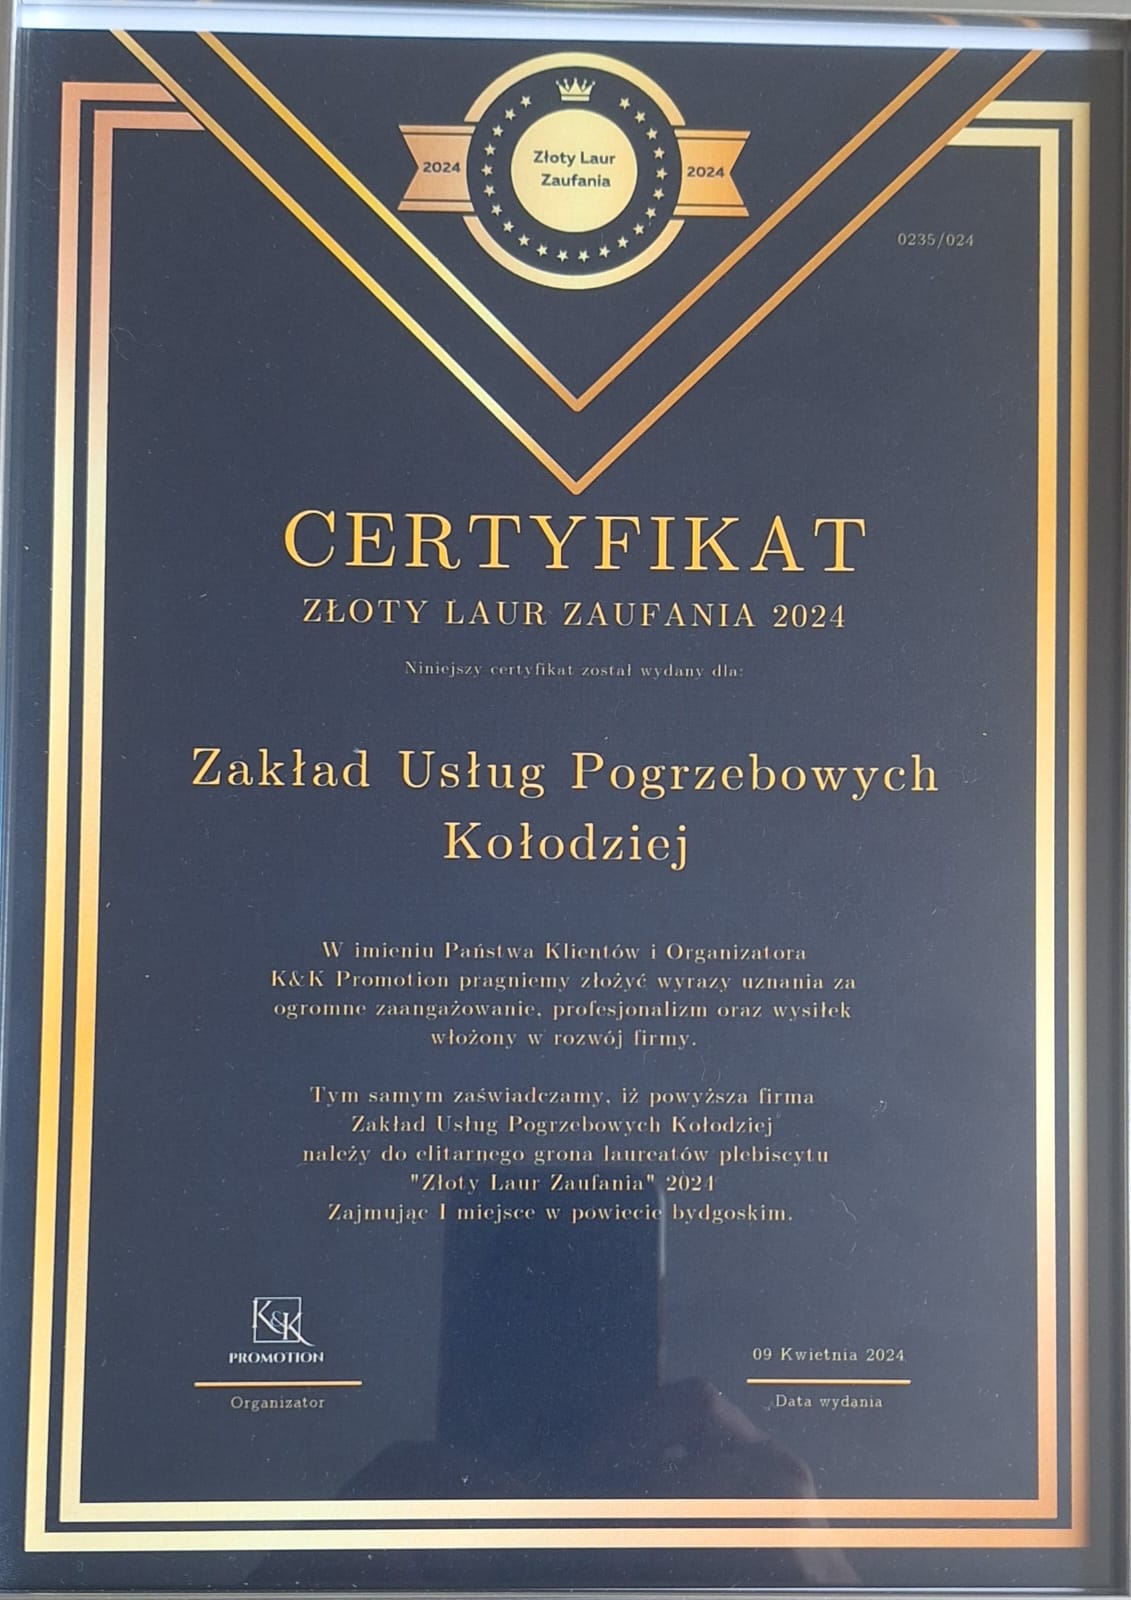 2024
Złoty Laur
Zaufania
2024
0235/024
CERTYFIKAT
ZŁOTY LAUR ZAUFANIA 2024
Niniejszy certyfikat został wydany dla:
Zakład Usług Pogrzebowych
Kołodziej
W imieniu Państwa Klientów i Organizatora
K&K Promotion pragniemy złożyć wyrazy uznania za
ogromne zaangażowanie, profesjonalizm oraz wysiłek
włożony w rozwój firmy.
Tym samym zaświadczamy, iż powyższa firma
Zakład Usług Pogrzebowych Kołodziej
należy do elitarnego grona laureatów plebiscytu
"Złoty Laur Zaufania" 2024
Zajmując I miejsce w powiecie bydgoskim.
K&K
PROMOTION
Organizator
09 Kwietnia 2024
Data wydania